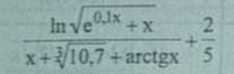 ln√(e^{0,1x} + x) / (x + ∛(10,7 + arctgx)) + 2/5